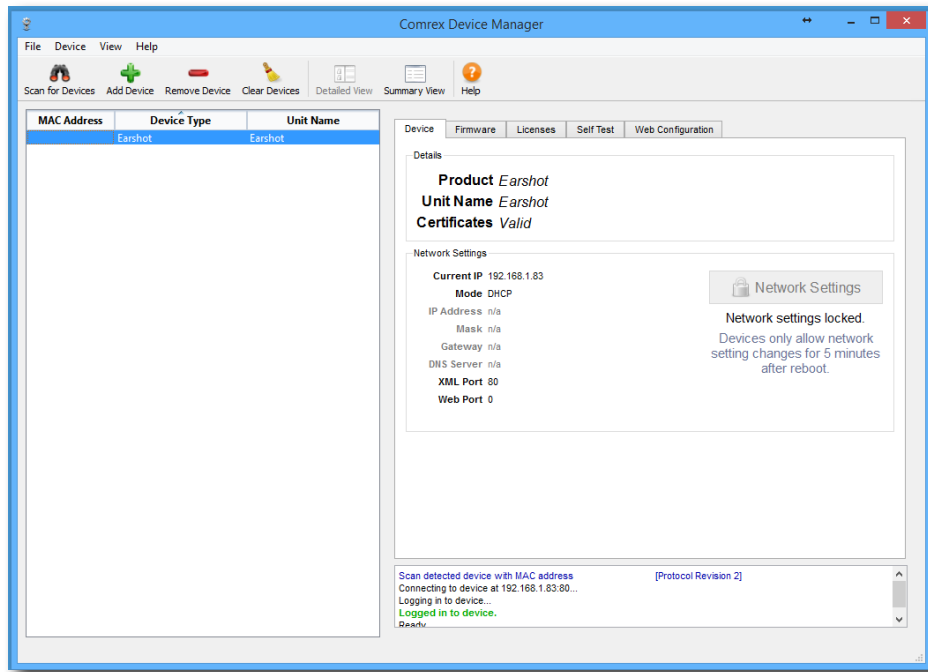 Comrex Device Manager
File Device View Help
Scan for Devices Add Device Remove Device Clear Devices Detailed View Summary View Help
MAC Address Device Type Unit Name
Earshot Earshot
Device Firmware Licenses Self Test Web Configuration
Details
Product Earshot
Unit Name Earshot
Certificates Valid
Network Settings
Current IP 192.168.1.83
Mode DHCP
IP Address n/a
Mask n/a
Gateway n/a
DNS Server n/a
XML Port 80
Web Port 0
Network Settings
Network settings locked.
Devices only allow network
setting changes for 5 minutes
after reboot.
Scan detected device with MAC address [Protocol Revision 2]
Connecting to device at 192.168.1.83:80...
Logging in to device...
Logged in to device.
Ready